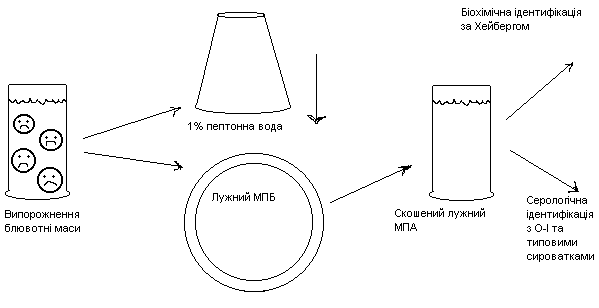 Біохімічна ідентифікація
за Хейбергом
1% пептонна вода
Лужний МПБ
Випорожнення
блювотні маси
Скошений лужний
МПА
Серологічна
ідентифікація
з О-І та
типовими
сироватками